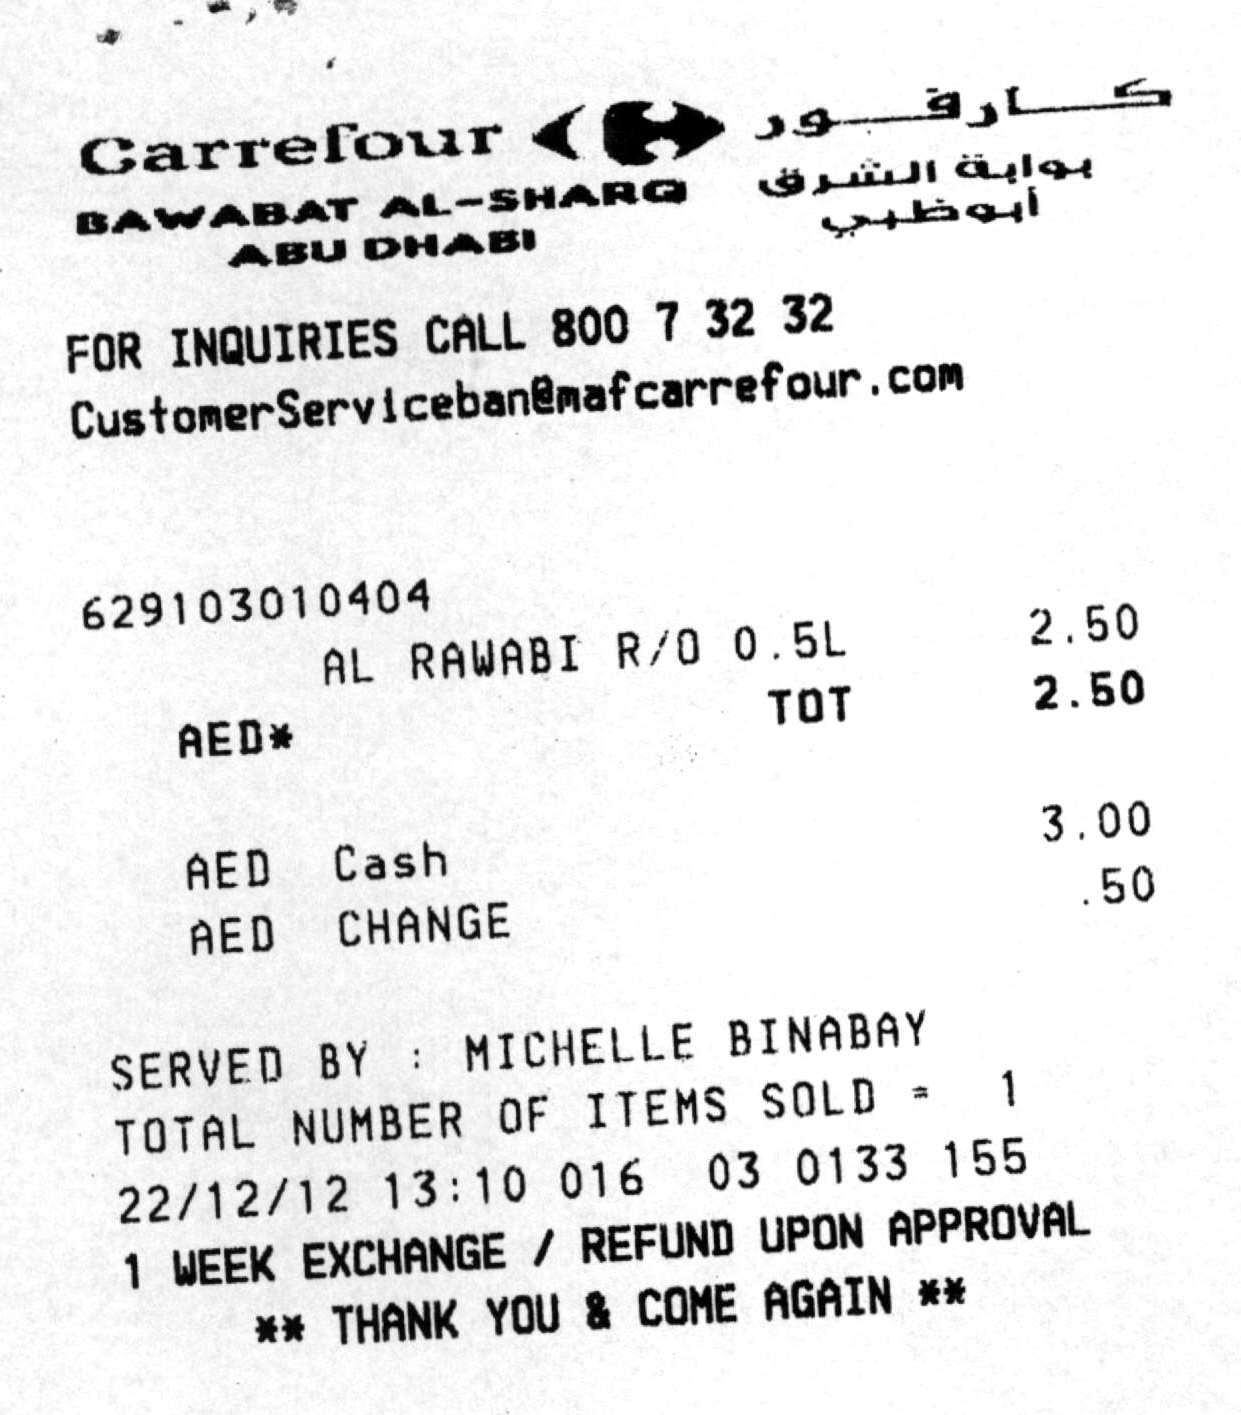 Carrefour كارفور
BAWABAT AL-SHARQ بوابة الشرق
ABU DHABI أبوظبي
FOR INQUIRIES CALL 800 7 32 32
CustomerServiceban@mafcarrefour.com
629103010404
AL RAWABI R/O 0.5L 2.50
AED* TOT 2.50
AED Cash 3.00
AED CHANGE .50
SERVED BY : MICHELLE BINABAY
TOTAL NUMBER OF ITEMS SOLD = 1
22/12/12 13:10 016 03 0133 155
1 WEEK EXCHANGE / REFUND UPON APPROVAL
** THANK YOU & COME AGAIN **